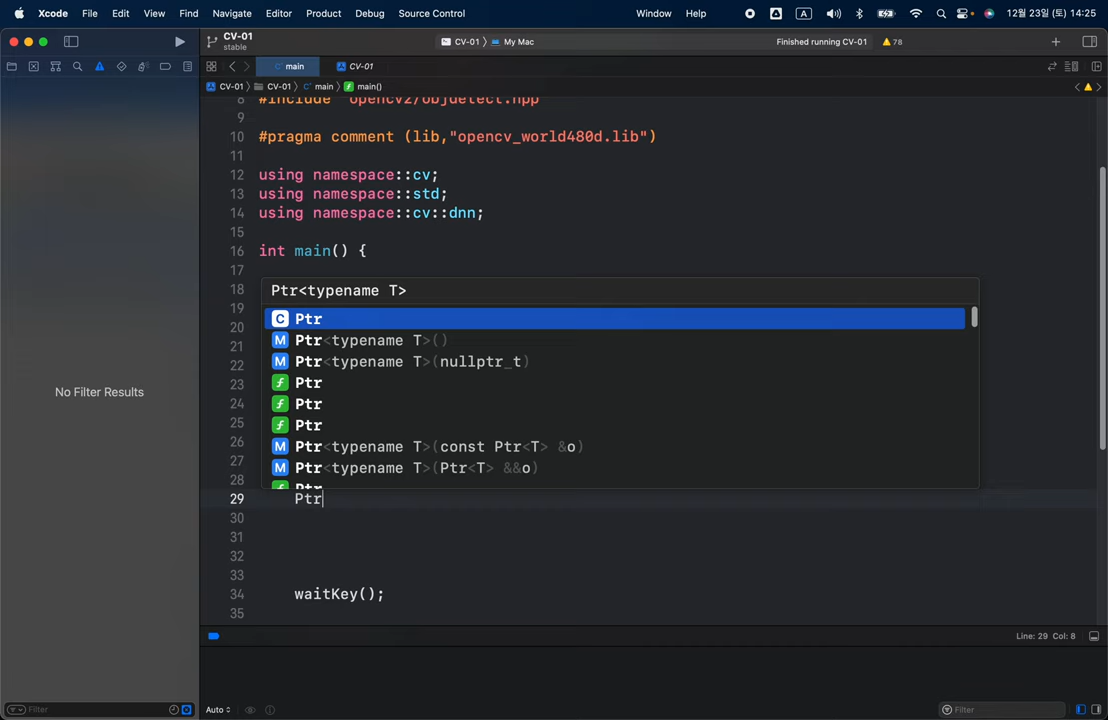 Xcode File Edit View Find Navigate Editor Product Debug Source Control Window Help A 12월 23일 (토) 14:25
CV-01
stable
CV-01 〉 My Mac
Finished running CV-01
78
main
CV-01
CV-01 〉 CV-01 〉 main 〉 main()
8 #include "opencv2/objdetect.hpp"
9
10 #pragma comment (lib,"opencv_world480d.lib")
11
12 using namespace::cv;
13 using namespace::std;
14 using namespace::cv::dnn;
15
16 int main() {
17
18
19
20
21
22
23
24
25
26
27
28
Ptr<typename T>
C Ptr
M Ptr<typename T>()
M Ptr<typename T>(nullptr_t)
f Ptr
f Ptr
f Ptr
M Ptr<typename T>(const Ptr<T> &o)
M Ptr<typename T>(Ptr<T> &&o)
f Ptr
29 Ptr
30
31
32
33
34 waitKey();
35
No Filter Results
Line: 29 Col: 8
Filter
Auto
Filter